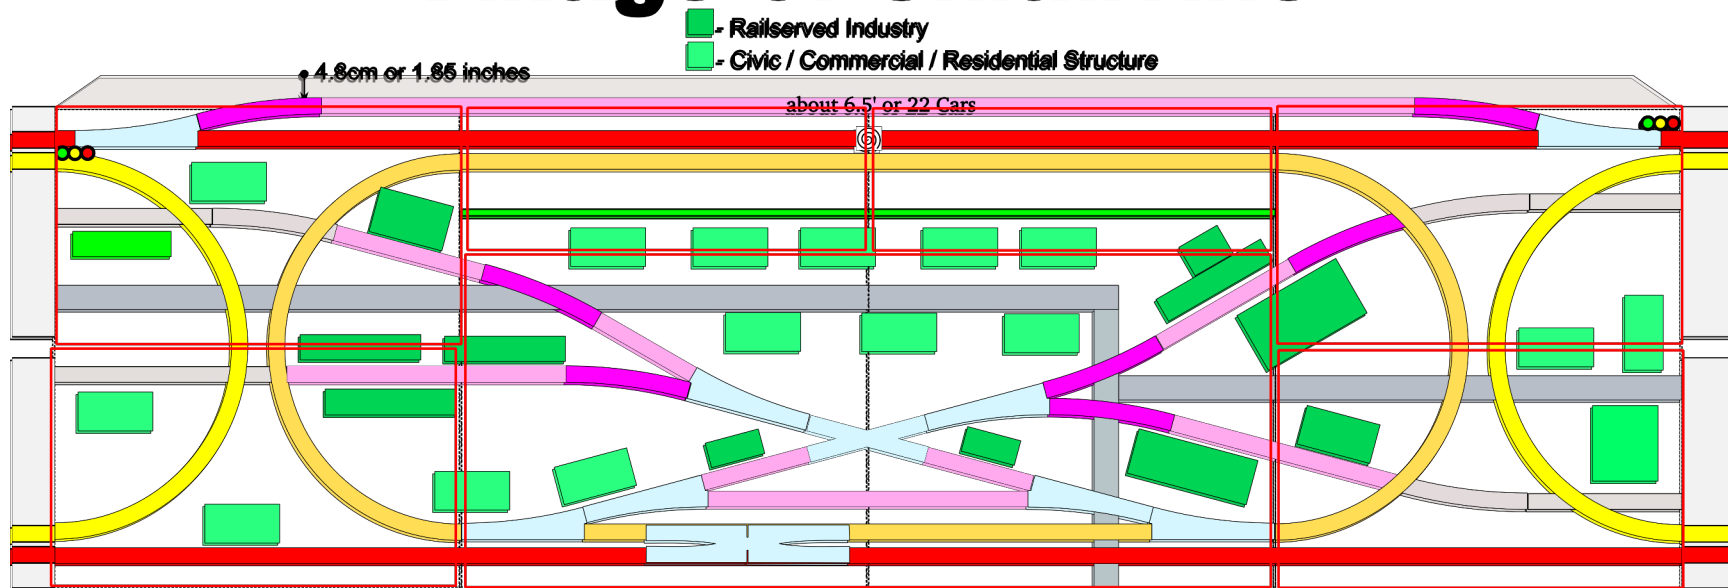 - Railserved Industry
- Civic / Commercial / Residential Structure
4.8cm or 1.85 inches
about 6.5' or 22 Cars